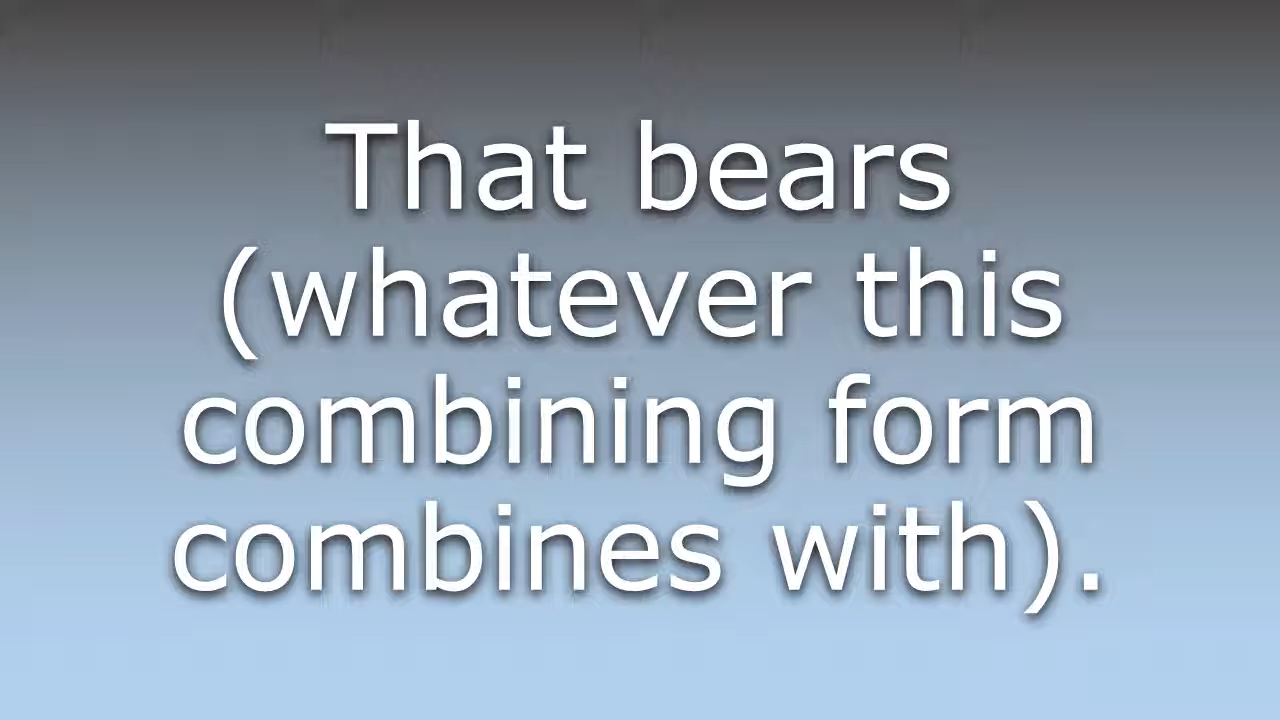 That bears
(whatever this
combining form
combines with).